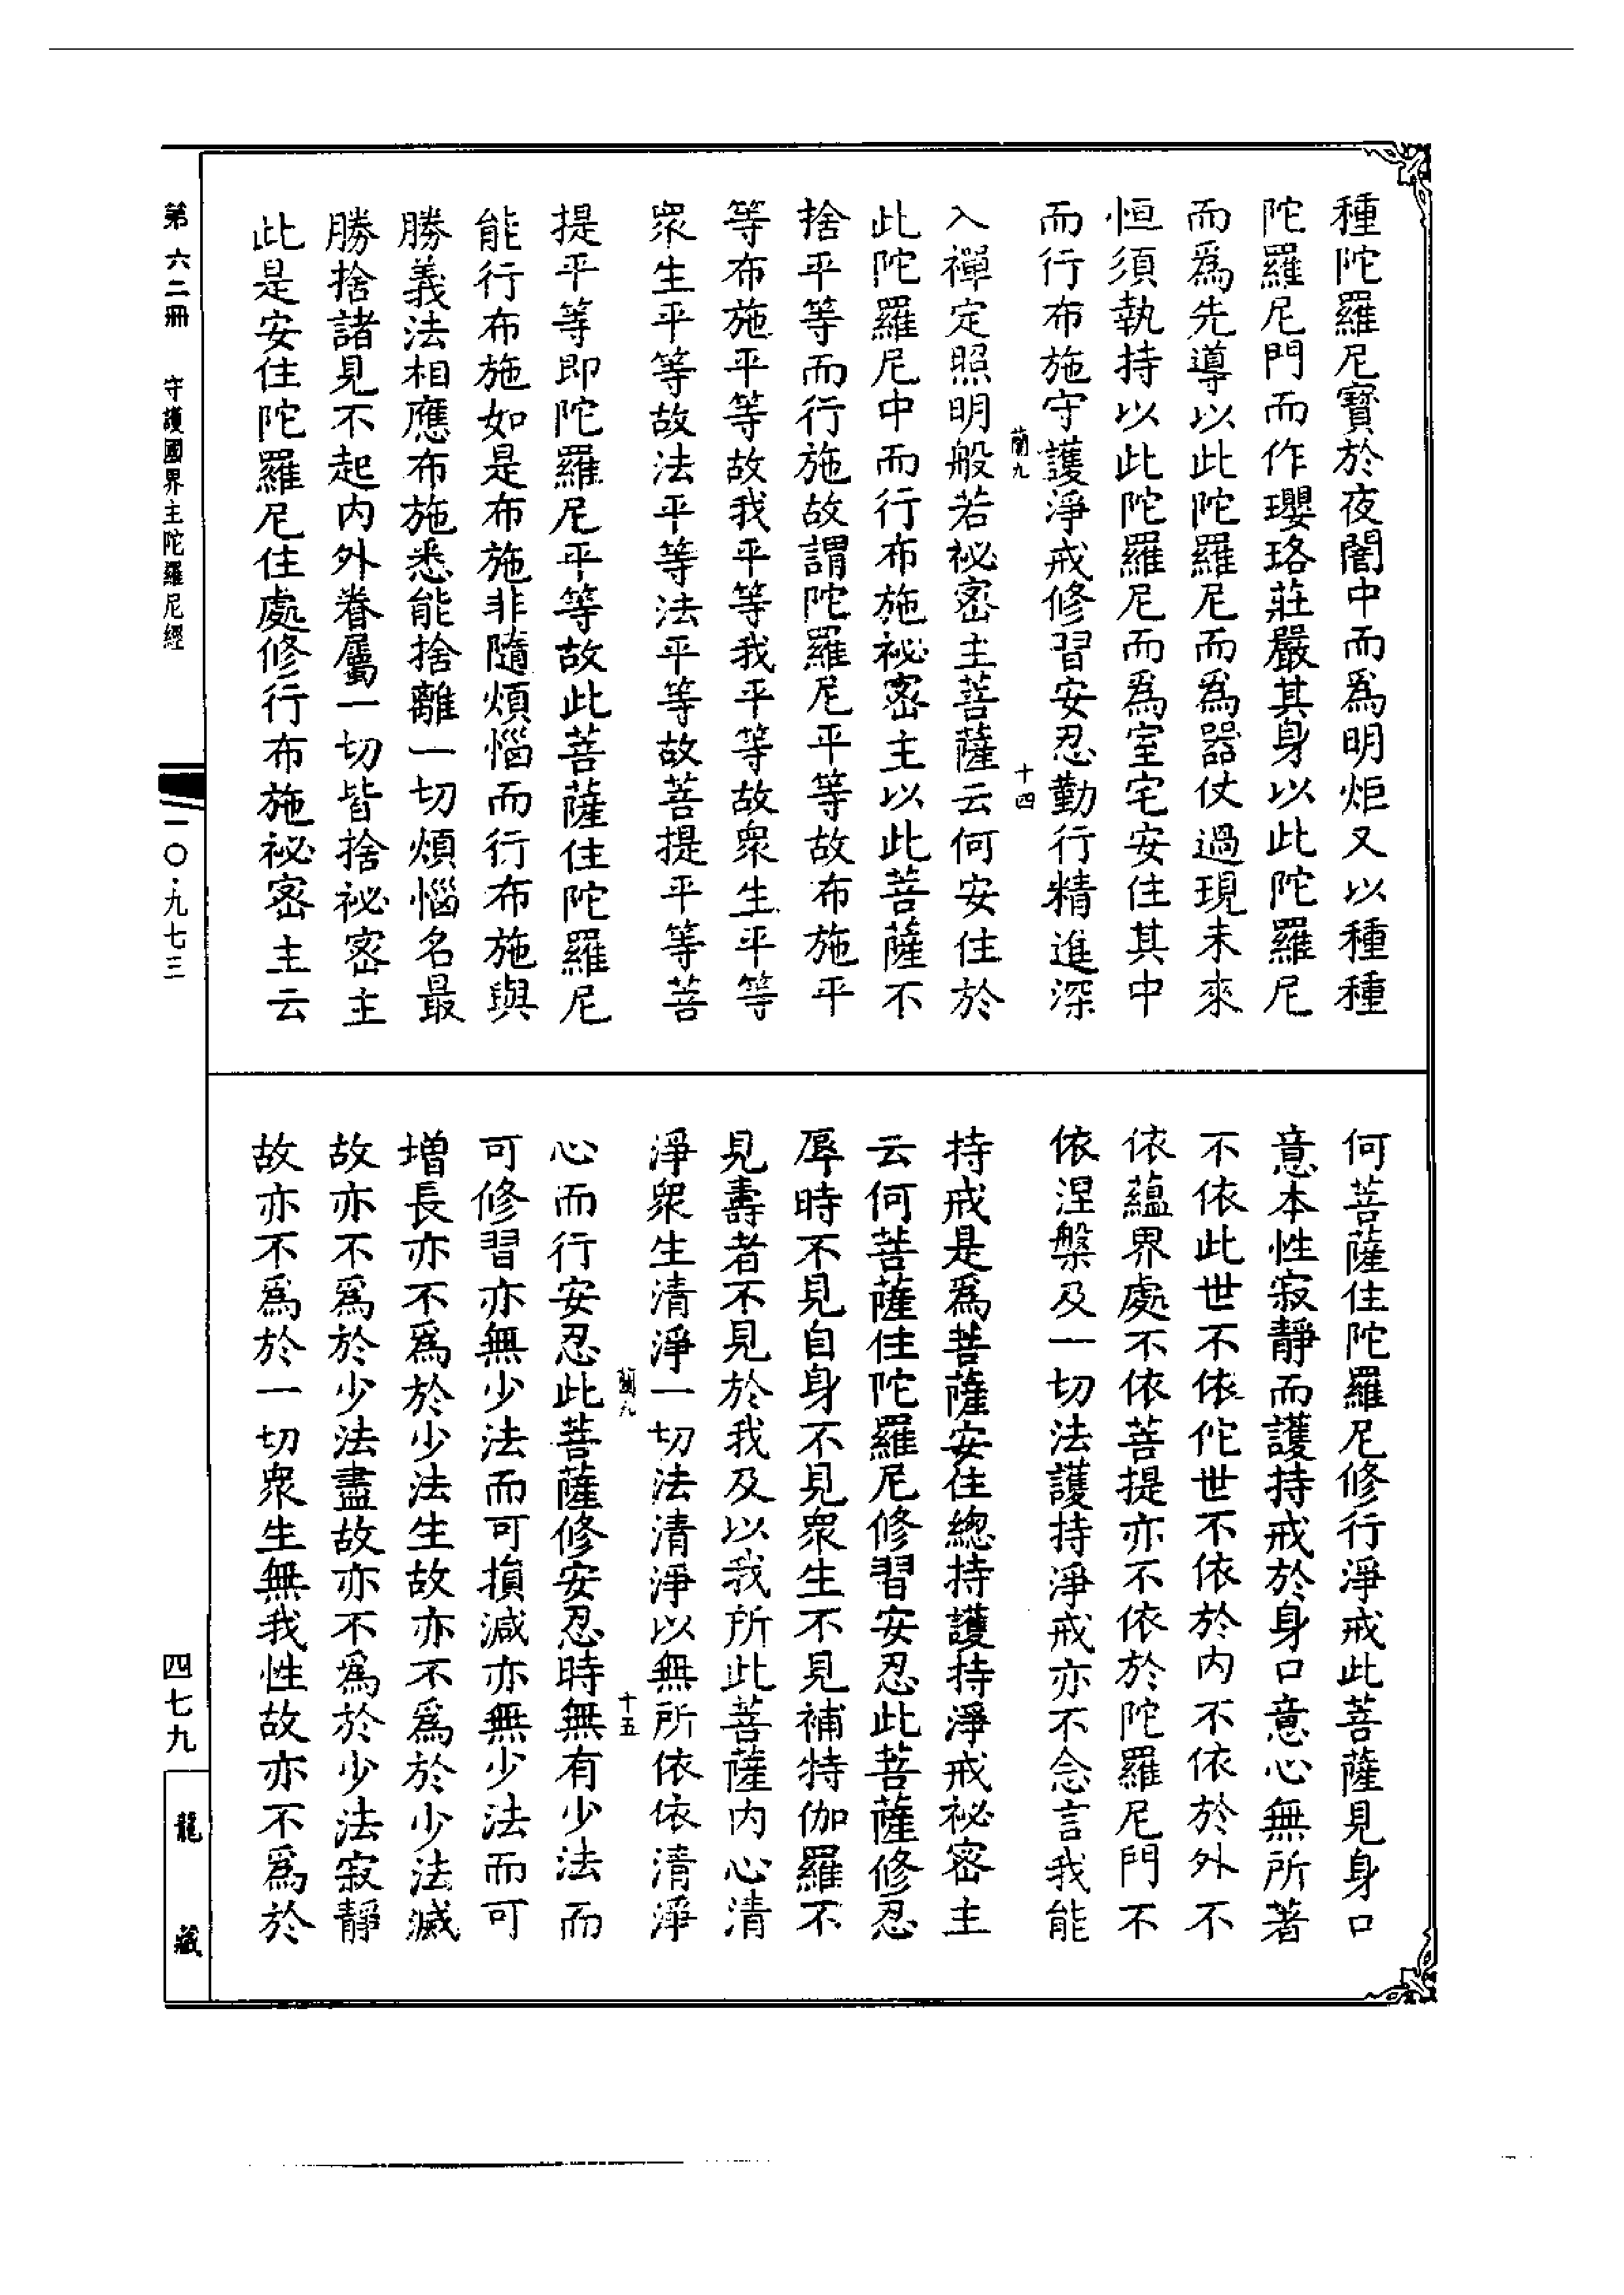 種陀羅尼寶於夜闇中而為明炬又以種種
陀羅尼門而作瓔珞莊嚴其身以此陀羅尼
而為先導以此陀羅尼而為器仗過現未來
恒須執持以此陀羅尼而為室宅安住其中
而行布施守護淨戒修習安忍勤行精進深
蘭九 十四
入禪定照明般若祕密主菩薩云何安住於
此陀羅尼中而行布施祕密主以此菩薩不
捨平等而行施故謂陀羅尼平等故布施平
等布施平等故我平等我平等故眾生平等
眾生平等故法平等法平等故菩提平等菩
提平等即陀羅尼平等故此菩薩住陀羅尼
能行布施如是布施非隨煩惱而行布施與
勝義法相應布施悉能捨離一切煩惱名最
勝捨諸見不起內外眷屬一切皆捨祕密主
此是安住陀羅尼住處修行布施祕密主云
何菩薩住陀羅尼修行淨戒此菩薩見身口
意本性寂靜而護持戒於身口意心無所著
不依此世不依佗世不依於內不依於外不
依蘊界處不依菩提亦不依於陀羅尼門不
依涅槃及一切法護持淨戒亦不念言我能
持戒是為菩薩安住總持護持淨戒祕密主
云何菩薩住陀羅尼修習安忍此菩薩修忍
辱時不見自身不見眾生不見補特伽羅不
見壽者不見於我及以我所此菩薩內心清
淨眾生清淨一切法清淨以無所依依清淨
蘭九 十五
心而行安忍此菩薩修安忍時無有少法而
可修習亦無少法而可損減亦無少法而可
增長亦不為於少法生故亦不為於少法滅
故亦不為於少法盡故亦不為於少法寂靜
故亦不為於一切眾生無我性故亦不為於
第六二冊 守護國界主陀羅尼經
一〇·九七三
四七九
龍藏